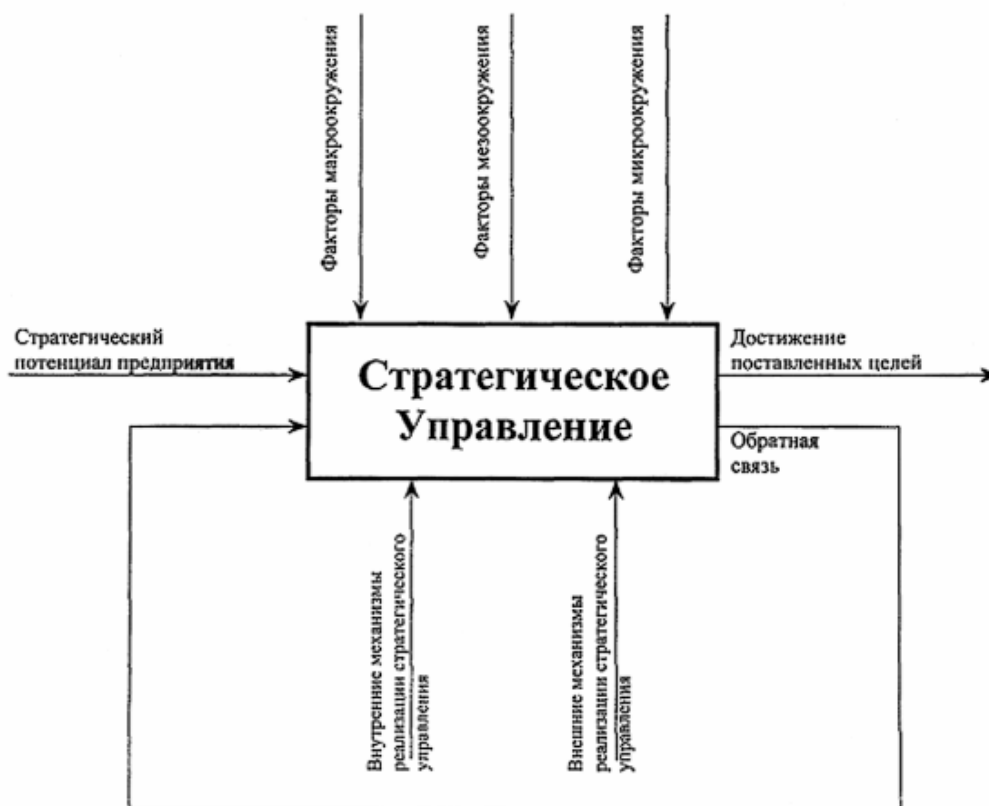 Факторы макроокружения
Факторы мезоокружения
Факторы микроокружения
Стратегический
потенциал предприятия
Достижение
поставленных целей
Стратегическое
Управление
Обратная
связь
Внутренние механизмы
реализации стратегического
управления
Внешние механизмы
реализации стратегического
управления